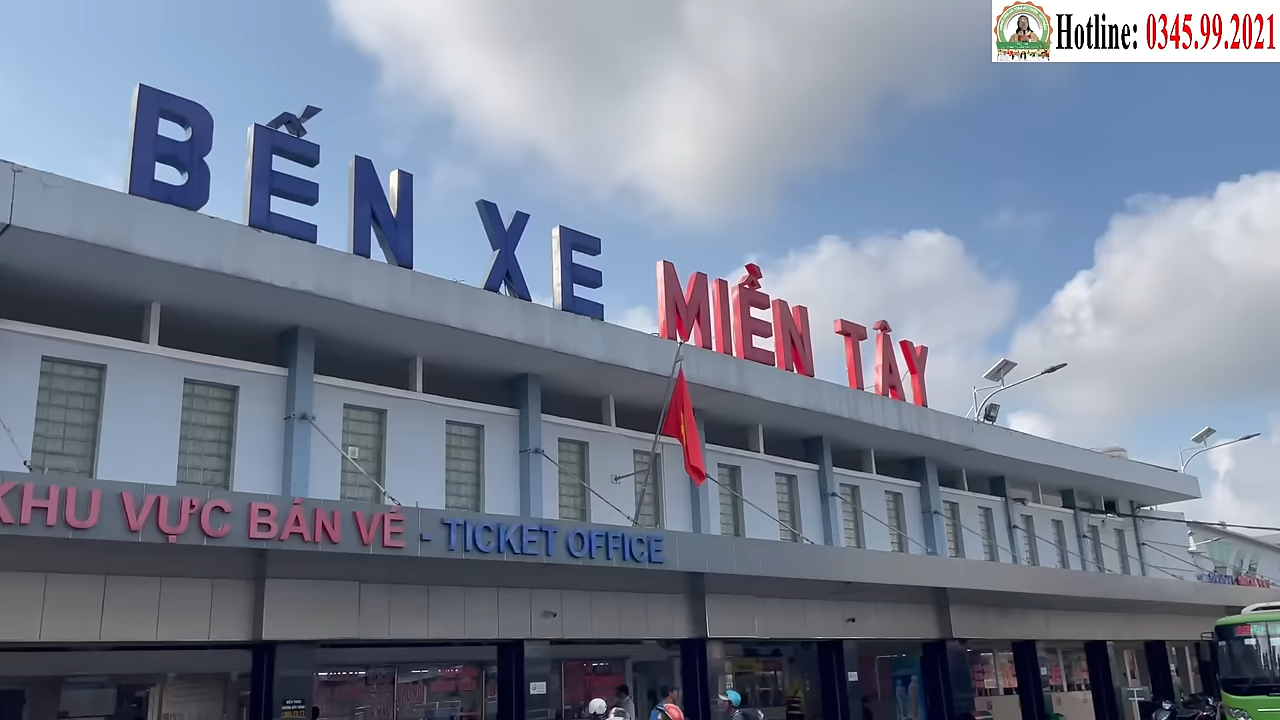 Hotline: 0345.99.2021
BẾN XE MIỀN TÂY
KHU VỰC BÁN VÉ - TICKET OFFICE